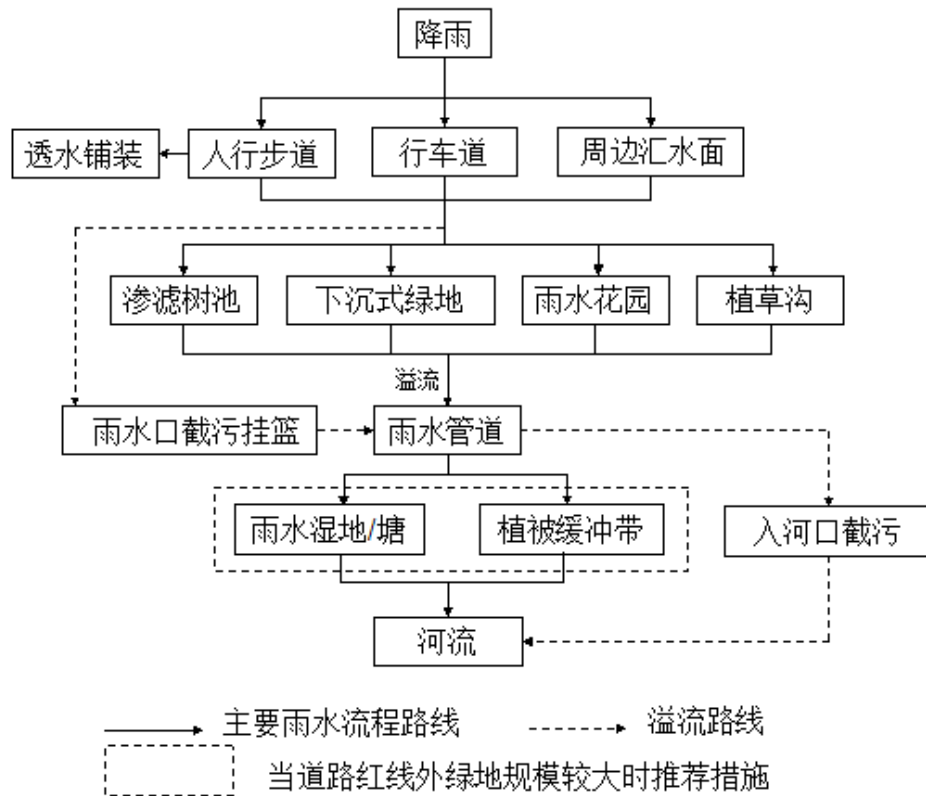 降雨
透水铺装
人行步道
行车道
周边汇水面
渗滤树池
下沉式绿地
雨水花园
植草沟
溢流
雨水口截污挂篮
雨水管道
雨水湿地/塘
植被缓冲带
入河口截污
河流
主要雨水流程路线
溢流路线
当道路红线外绿地规模较大时推荐措施